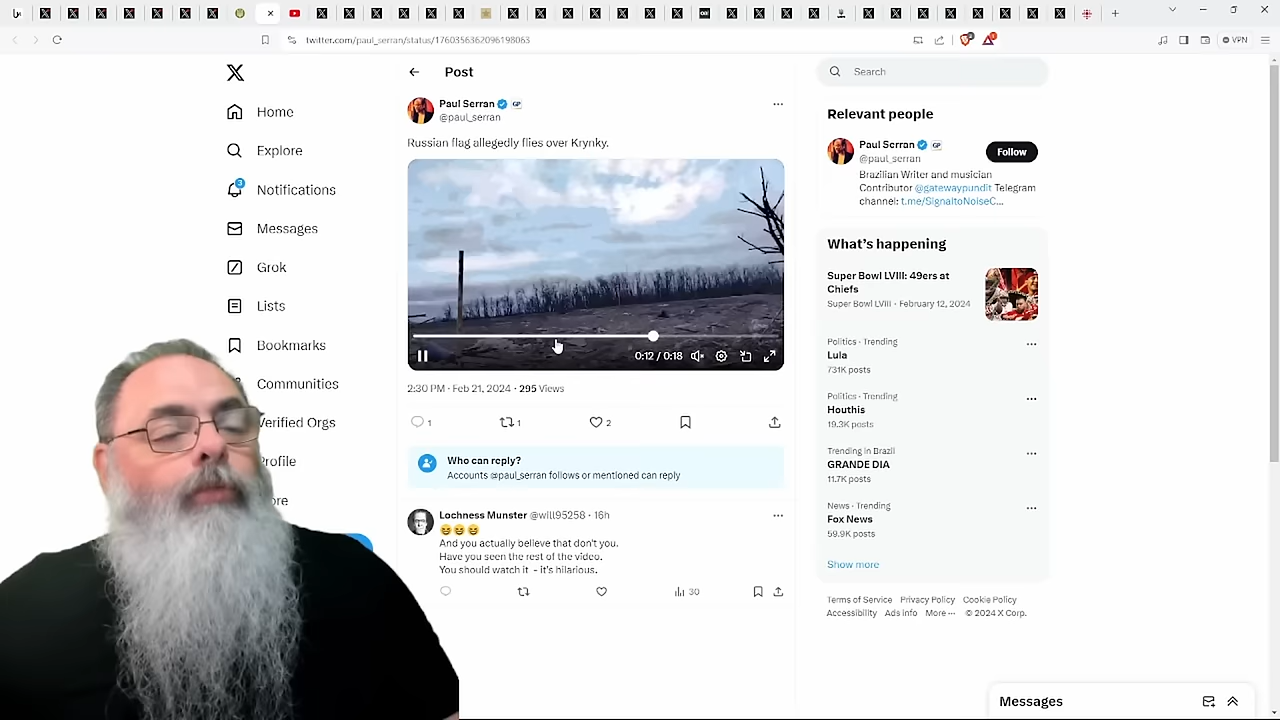 twitter.com/paul_serran/status/1760356362096198063
VPN
Home
Explore
3
Notifications
Messages
Grok
Lists
Bookmarks
Communities
Verified Orgs
Profile
Post
Paul Serran
@paul_serran
Russian flag allegedly flies over Krynky.
0:12 / 0:18
2:30 PM · Feb 21, 2024 · 295 Views
1
1
2
Who can reply?
Accounts @paul_serran follows or mentioned can reply
Lochness Munster @will95258 · 16h
And you actually believe that don't you.
Have you seen the rest of the video.
You should watch it - it's hilarious.
30
Search
Relevant people
Paul Serran
@paul_serran
Follow
Brazilian Writer and musician
Contributor @gatewaypundit Telegram
channel: t.me/SignaltoNoiseC...
What's happening
Super Bowl LVIII: 49ers at
Chiefs
Super Bowl LVIII · February 12, 2024
Politics · Trending
Lula
731K posts
Politics · Trending
Houthis
19.3K posts
Trending in Brazil
GRANDE DIA
11.7K posts
News · Trending
Fox News
59.9K posts
Show more
Terms of Service Privacy Policy Cookie Policy
Accessibility Ads info More ··· © 2024 X Corp.
Messages